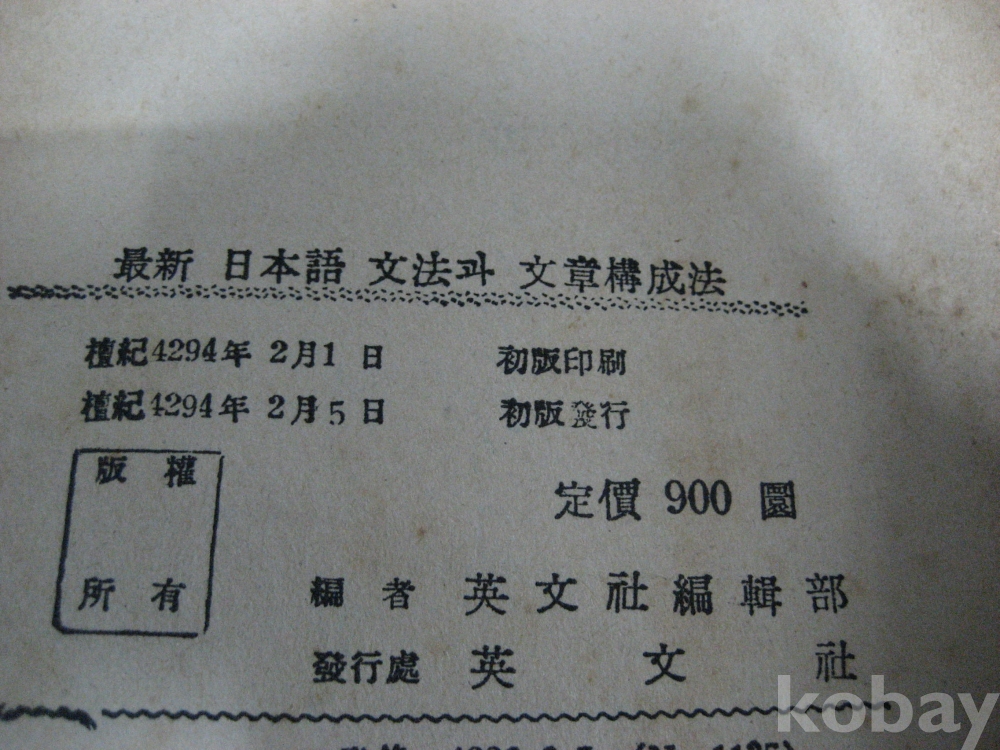 最新 日本語 文法과 文章構成法
檀紀4294年 2月1日 初版印刷
檀紀4294年 2月5日 初版發行
版權
所有
定價 900 圜
編者 英文社編輯部
發行處 英文社
kobay